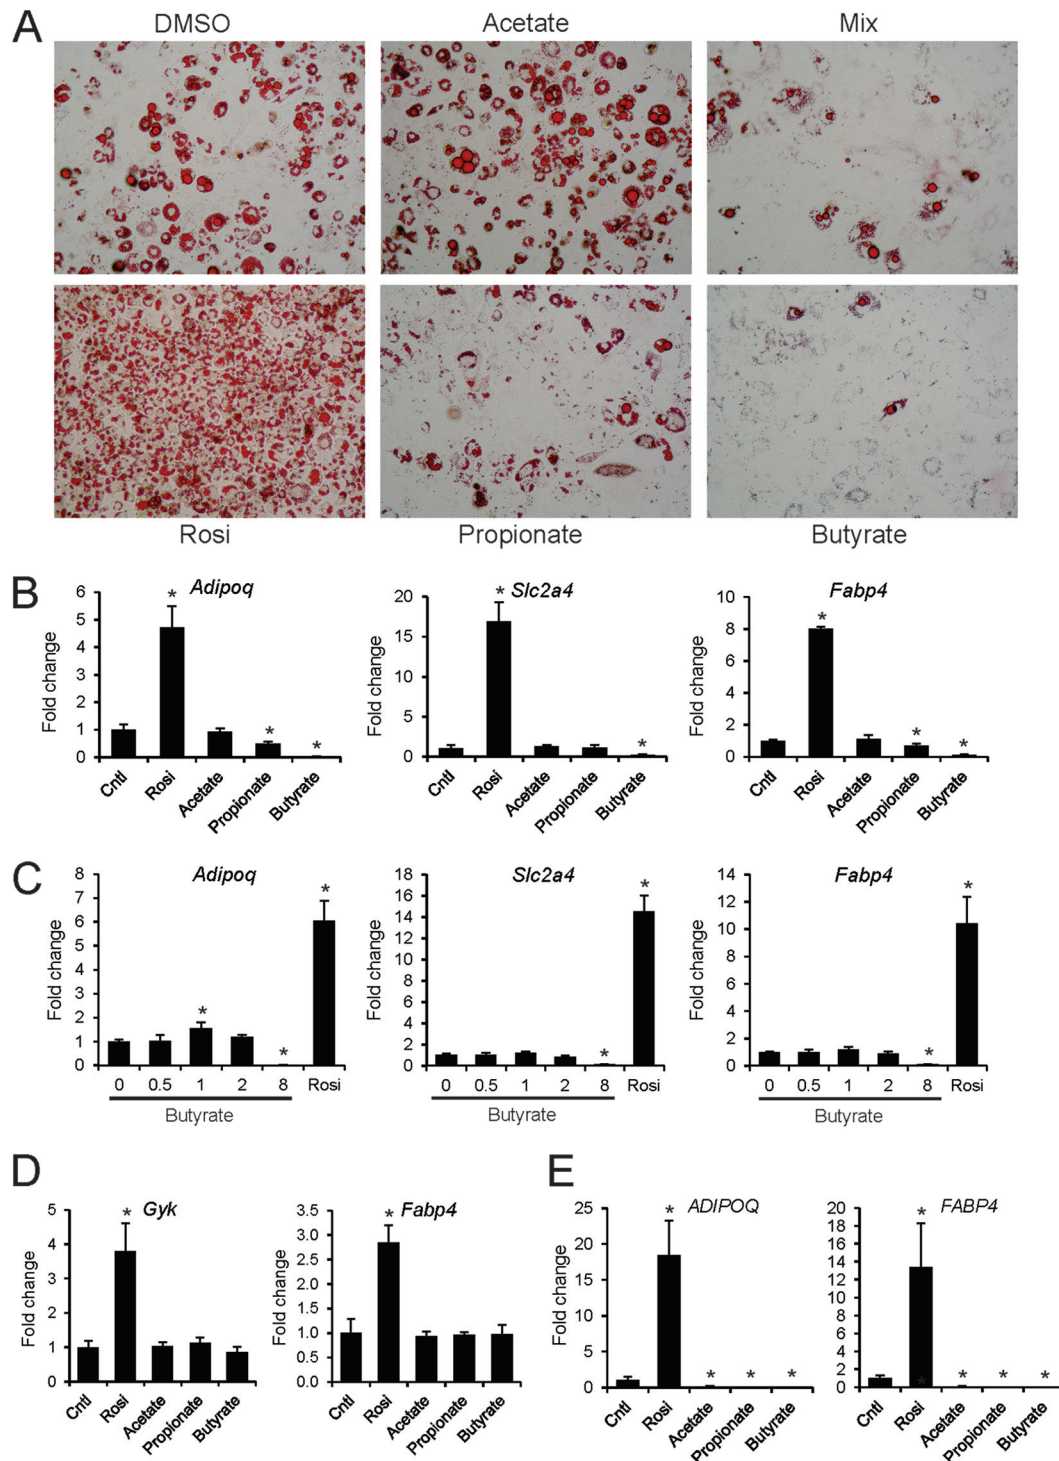 A
DMSO Acetate Mix
Rosi Propionate Butyrate
B
Adipoq Slc2a4 Fabp4
Fold change
6
5
4
3
2
1
0
*
*
*
Cntl Rosi Acetate Propionate Butyrate
Fold change
20
15
10
5
0
*
*
Cntl Rosi Acetate Propionate Butyrate
Fold change
10
8
6
4
2
0
*
*
*
Cntl Rosi Acetate Propionate Butyrate
C
Adipoq Slc2a4 Fabp4
Fold change
8
7
6
5
4
3
2
1
0
*
*
*
0 0.5 1 2 8 Rosi
Butyrate
Fold change
18
16
14
12
10
8
6
4
2
0
*
*
0 0.5 1 2 8 Rosi
Butyrate
Fold change
14
12
10
8
6
4
2
0
*
*
0 0.5 1 2 8 Rosi
Butyrate
D
Gyk Fabp4
Fold change
5
4
3
2
1
0
*
Cntl Rosi Acetate Propionate Butyrate
Fold change
3.5
3.0
2.5
2.0
1.5
1.0
0.5
0.0
*
Cntl Rosi Acetate Propionate Butyrate
E
ADIPOQ FABP4
Fold change
25
20
15
10
5
0
*
* * *
Cntl Rosi Acetate Propionate Butyrate
20
18
16
14
12
10
8
6
4
2
0
*
* * * *
Cntl Rosi Acetate Propionate Butyrate